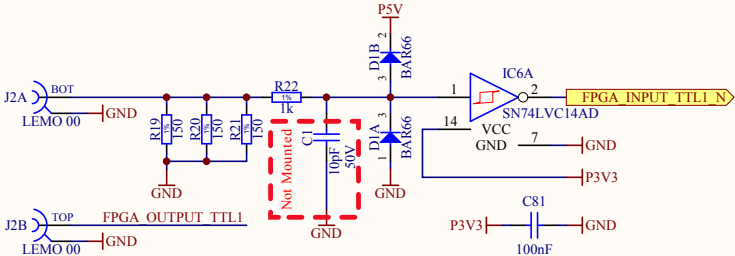 P5V
2
D1B
BAR66
3
IC6A
J2A
BOT
R22
1%
1k
1
2
FPGA_INPUT_TTL1_N
SN74LVC14AD
GND
LEMO 00
R19
1%
150
R20
1%
150
R21
1%
150
Not Mounted
C1
10pF
50V
3
D1A
BAR66
1
14
VCC
GND
7
GND
GND
GND
P3V3
GND
J2B
TOP
FPGA_OUTPUT_TTL1
GND
LEMO 00
C81
P3V3
GND
100nF